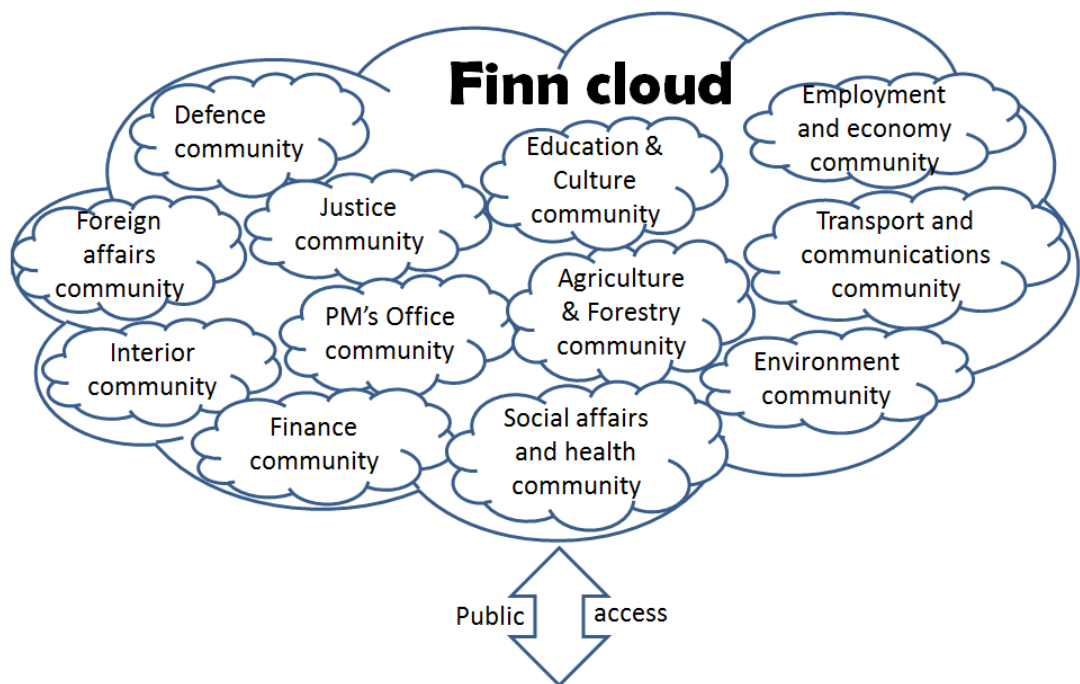 Finn cloud
Defence
community
Employment
and economy
community
Education &
Culture
community
Justice
community
Foreign
affairs
community
Transport and
communications
community
Agriculture
& Forestry
community
PM's Office
community
Interior
community
Environment
community
Finance
community
Social affairs
and health
community
Public access